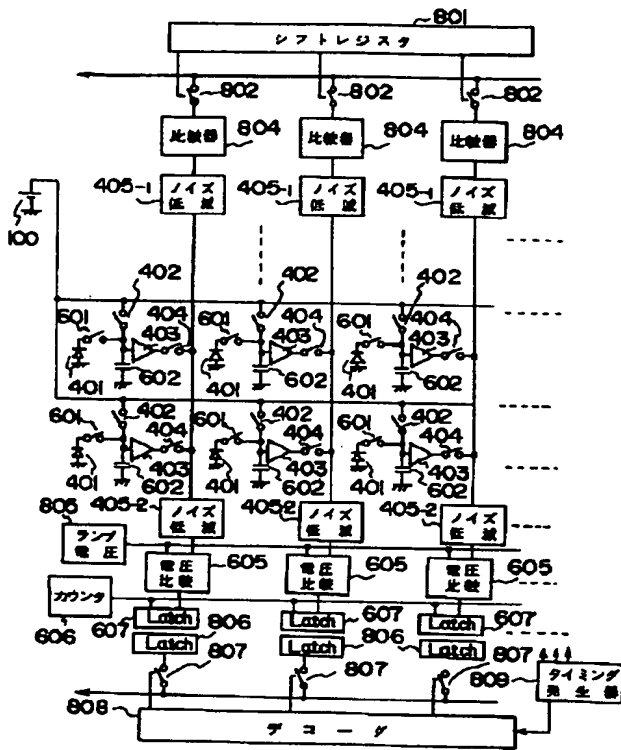 801
シフトレジスタ
802 802 802
比較器 804 比較器 804 比較器 804
405-1 ノイズ低減 405-1 ノイズ低減 405-1 ノイズ低減
100
402 402 402
601 404 601 404 601 404
403 403 403
401 602 401 602 401 602
601 402 601 402 601 402
404 404 404
401 403 401 403 401 403
602 602 602
405-2 ノイズ低減 405-2 ノイズ低減 405-2 ノイズ低減
805
ランプ電圧
電圧比較 605 電圧比較 605 電圧比較 605
カウンタ
606
607 Latch 806 Latch 607 Latch 607
Latch Latch 806 Latch
807 807 807
809
タイミング発生器
808
デコーダ